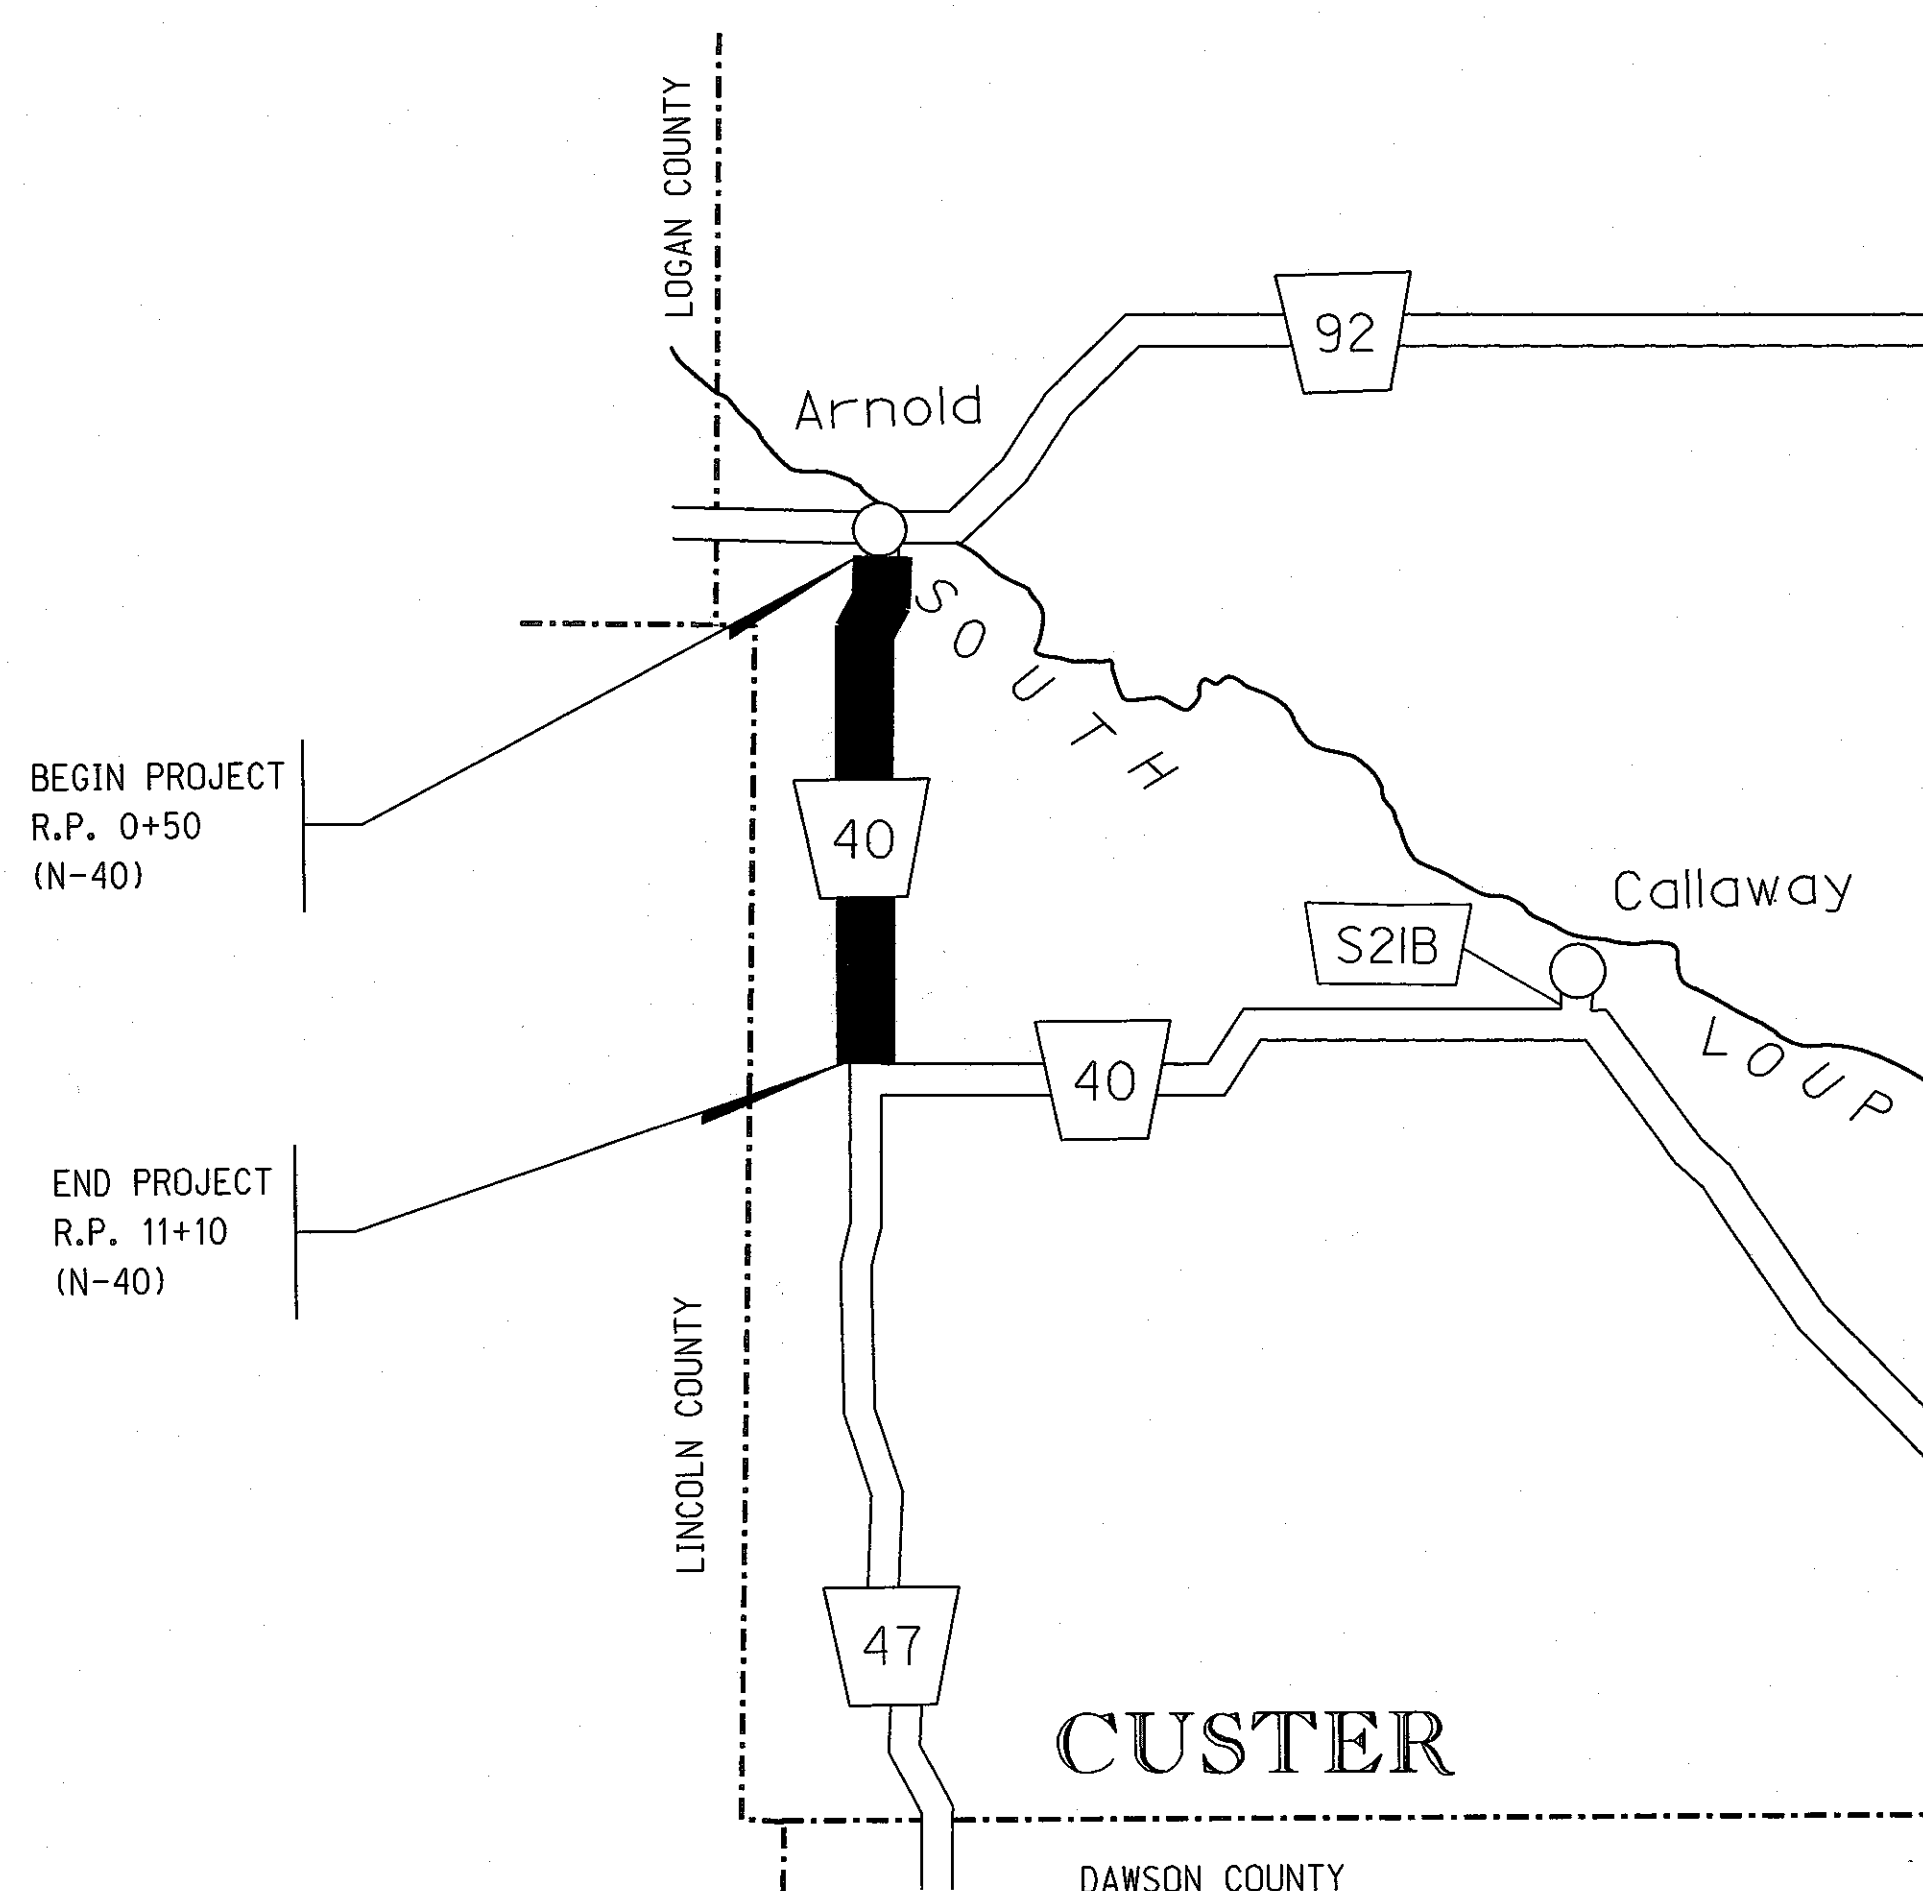 LOGAN COUNTY
92
Arnold
SOUTH
BEGIN PROJECT
R.P. 0+50
(N-40)
40
Callaway
S21B
LOUP
40
END PROJECT
R.P. 11+10
(N-40)
LINCOLN COUNTY
47
CUSTER
DAWSON COUNTY